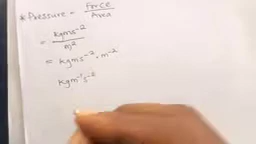 * Pressure = Force / Area
= Kgms⁻² / m²
= Kgms⁻² · m⁻²
Kgm⁻¹s⁻²